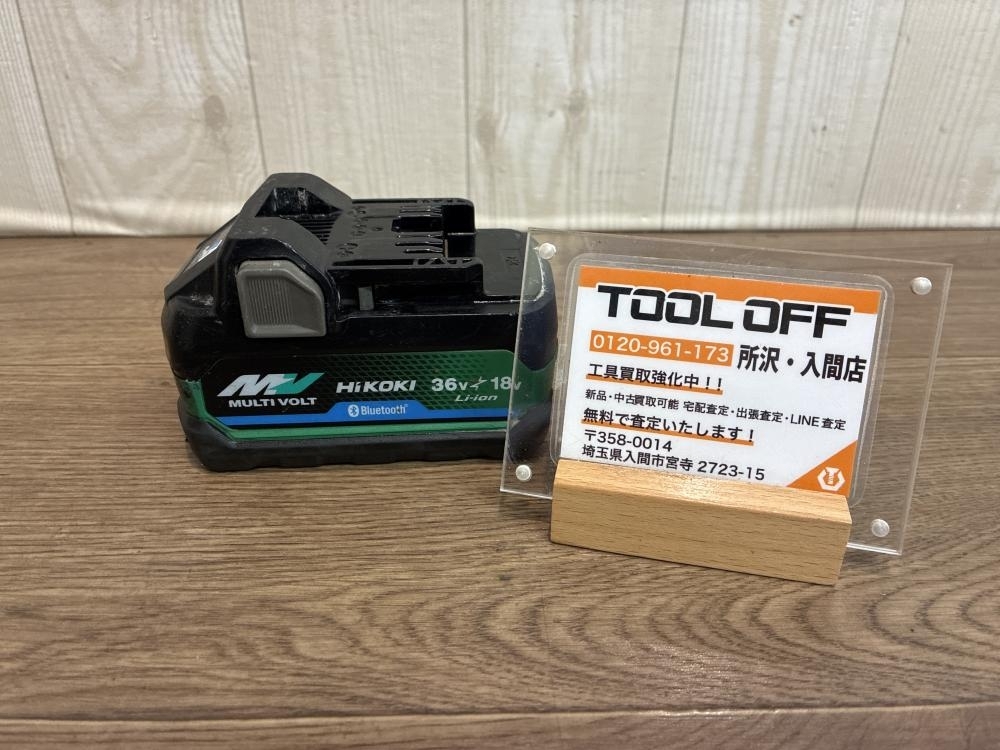 MV
MULTI VOLT
HiKOKI
36V⚡18V
Li-ion
Bluetooth®
TOOL OFF
0120-961-173 所沢・入間店
工具買取強化中!!
新品・中古買取可能 宅配査定・出張査定・LINE査定
無料で査定いたします!
〒358-0014
埼玉県入間市宮寺 2723-15